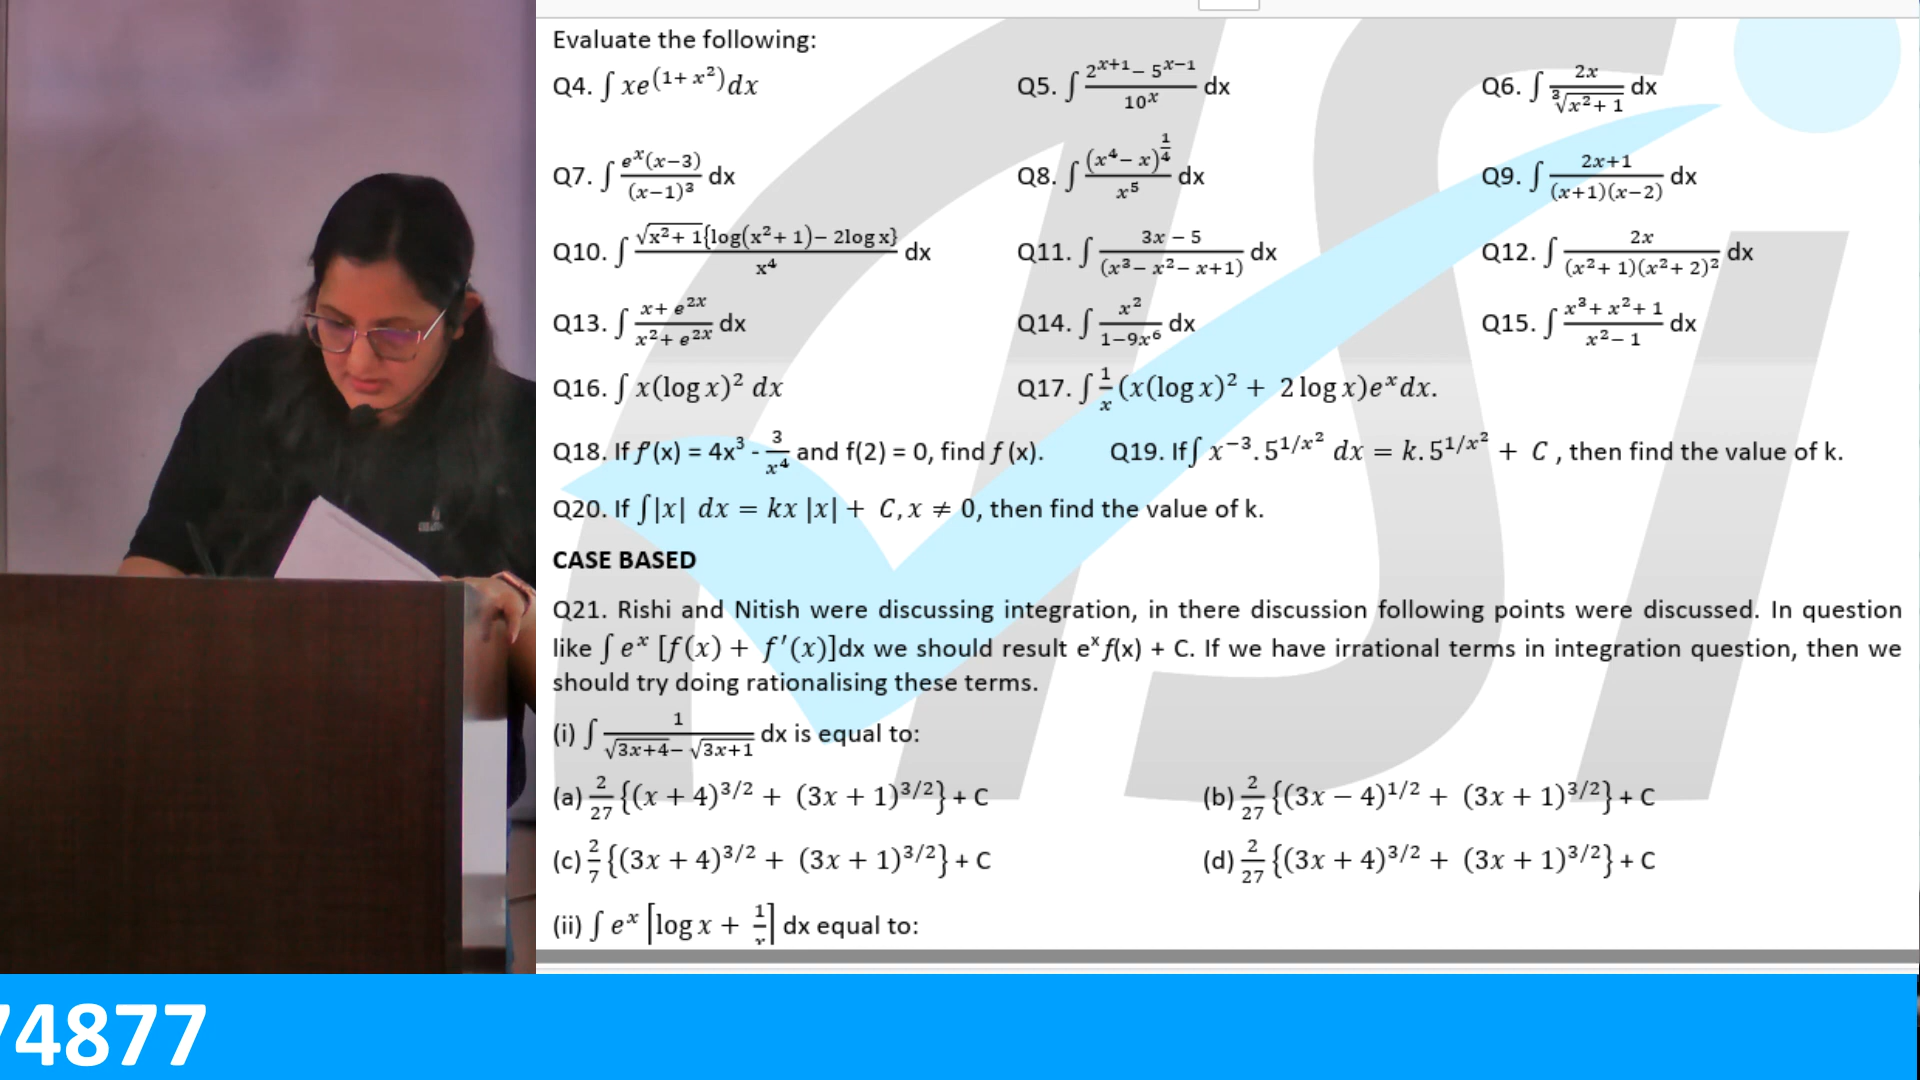 Evaluate the following:
Q4. ∫ xe^(1+ x²) dx Q5. ∫ (2^(x+1) − 5^(x−1))/10^x dx Q6. ∫ 2x/∛(x²+ 1) dx
Q7. ∫ e^x(x−3)/(x−1)³ dx Q8. ∫ (x⁴− x)^(1/4)/x⁵ dx Q9. ∫ (2x+1)/((x+1)(x−2)) dx
Q10. ∫ √(x²+ 1){log(x²+ 1)− 2log x}/x⁴ dx Q11. ∫ (3x − 5)/(x³− x²− x+1) dx Q12. ∫ 2x/((x²+ 1)(x²+ 2)²) dx
Q13. ∫ (x+ e^(2x))/(x²+ e^(2x)) dx Q14. ∫ x²/(1−9x⁶) dx Q15. ∫ (x³+ x²+ 1)/(x²− 1) dx
Q16. ∫ x(log x)² dx Q17. ∫ 1/x (x(log x)² + 2 log x)e^x dx.
Q18. If f'(x) = 4x³ - 3/x⁴ and f(2) = 0, find f (x). Q19. If∫ x⁻³. 5^(1/x²) dx = k. 5^(1/x²) + C , then find the value of k.
Q20. If ∫|x| dx = kx |x| + C, x ≠ 0, then find the value of k.
CASE BASED
Q21. Rishi and Nitish were discussing integration, in there discussion following points were discussed. In question
like ∫ e^x [f(x) + f′(x)]dx we should result e^x f(x) + C. If we have irrational terms in integration question, then we
should try doing rationalising these terms.
(i) ∫ 1/(√(3x+4)− √(3x+1)) dx is equal to:
(a) 2/27 {(x + 4)^(3/2) + (3x + 1)^(3/2)} + C (b) 2/27 {(3x − 4)^(1/2) + (3x + 1)^(3/2)} + C
(c) 2/7 {(3x + 4)^(3/2) + (3x + 1)^(3/2)} + C (d) 2/27 {(3x + 4)^(3/2) + (3x + 1)^(3/2)} + C
(ii) ∫ e^x [log x + 1/x] dx equal to:
74877